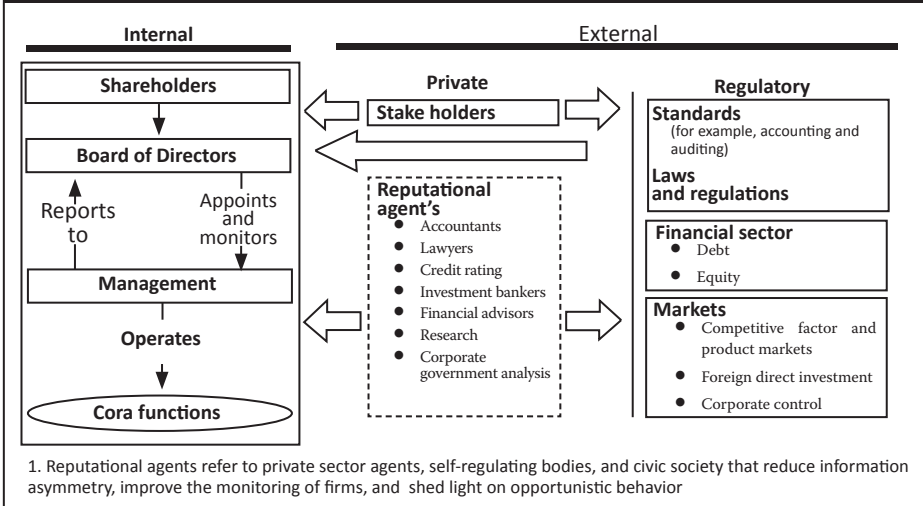 Internal
External
Shareholders
Board of Directors
Reports
to
Appoints
and
monitors
Management
Operates
Cora functions
Private
Stake holders
Reputational
agent's
Accountants
Lawyers
Credit rating
Investment bankers
Financial advisors
Research
Corporate
government analysis
Regulatory
Standards
(for example, accounting and
auditing)
Laws
and regulations
Financial sector
Debt
Equity
Markets
Competitive factor and
product markets
Foreign direct investment
Corporate control
1. Reputational agents refer to private sector agents, self-regulating bodies, and civic society that reduce information
asymmetry, improve the monitoring of firms, and shed light on opportunistic behavior